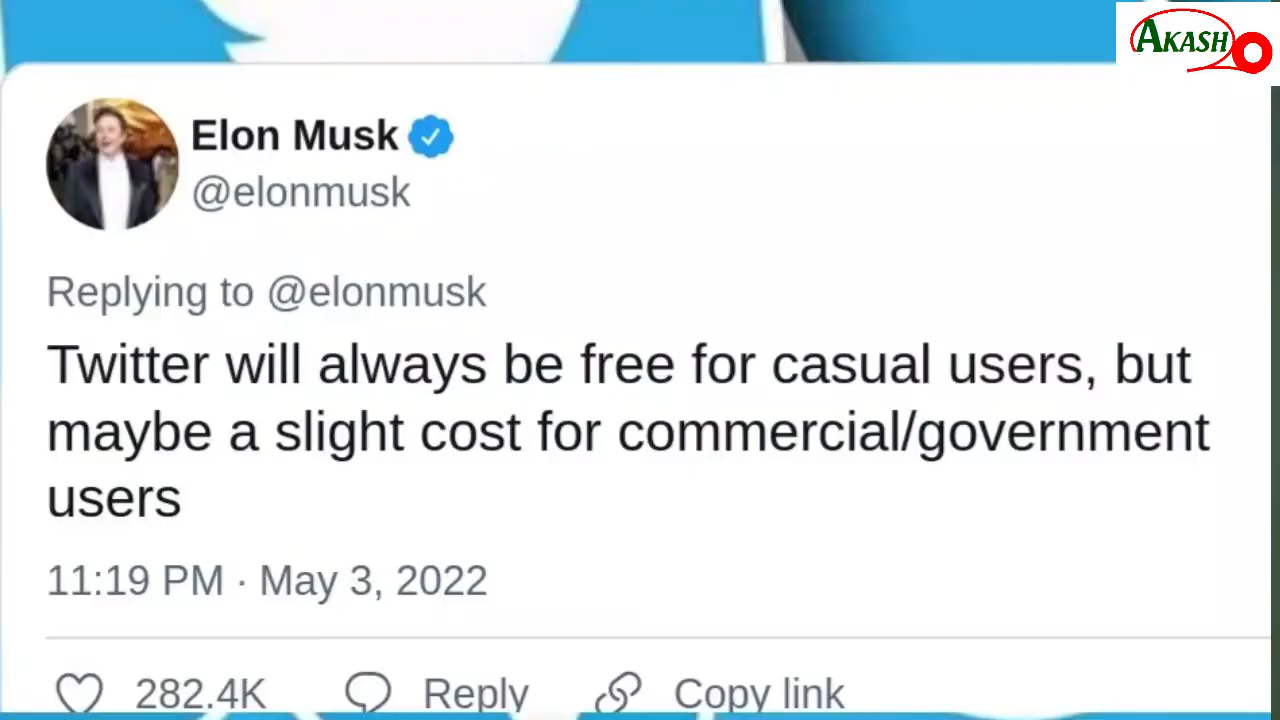 AKASH
Elon Musk
@elonmusk
Replying to @elonmusk
Twitter will always be free for casual users, but
maybe a slight cost for commercial/government
users
11:19 PM · May 3, 2022
282.4K Reply Copy link